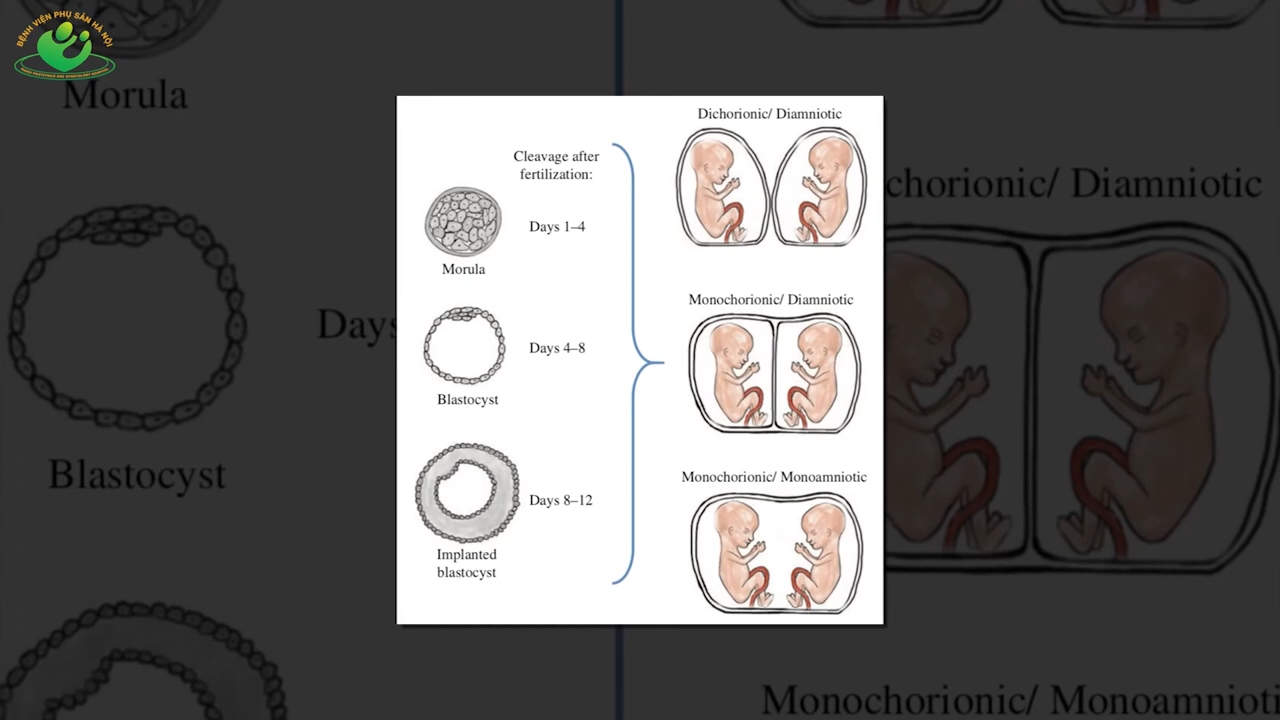 BỆNH VIỆN PHỤ SẢN HÀ NỘI
Morula
Days
Blastocyst
chorionic/ Diamniotic
Monochorionic/ Monoamnioti
Cleavage after
fertilization:
Days 1–4
Morula
Days 4–8
Blastocyst
Days 8–12
Implanted
blastocyst
Dichorionic/ Diamniotic
Monochorionic/ Diamniotic
Monochorionic/ Monoamniotic